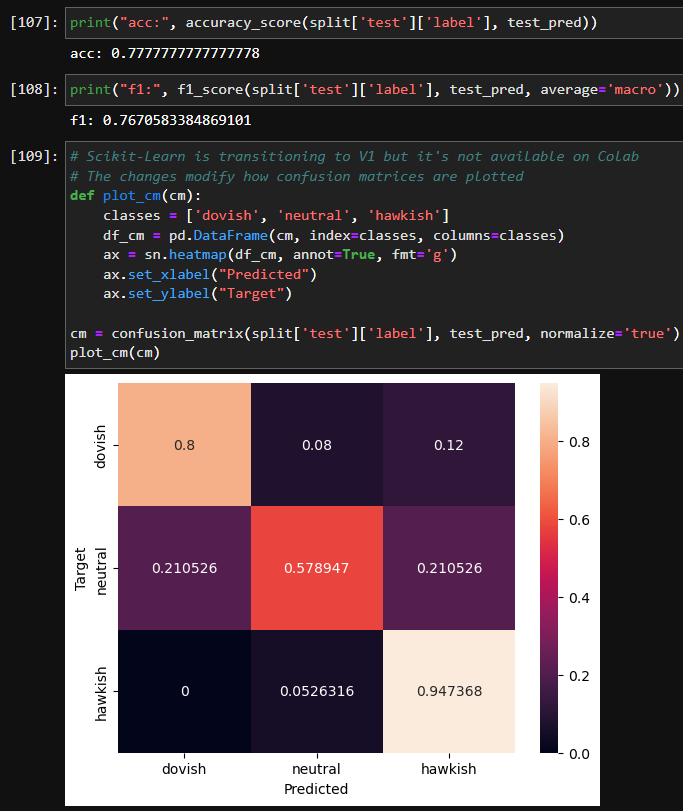 [107]: print("acc:", accuracy_score(split['test']['label'], test_pred))
acc: 0.7777777777777778
[108]: print("f1:", f1_score(split['test']['label'], test_pred, average='macro'))
f1: 0.7670583384869101
[109]: # Scikit-Learn is transitioning to V1 but it's not available on Colab
# The changes modify how confusion matrices are plotted
def plot_cm(cm):
    classes = ['dovish', 'neutral', 'hawkish']
    df_cm = pd.DataFrame(cm, index=classes, columns=classes)
    ax = sn.heatmap(df_cm, annot=True, fmt='g')
    ax.set_xlabel("Predicted")
    ax.set_ylabel("Target")
cm = confusion_matrix(split['test']['label'], test_pred, normalize='true')
plot_cm(cm)
Target
dovish 0.8 0.08 0.12
neutral 0.210526 0.578947 0.210526
hawkish 0 0.0526316 0.947368
dovish neutral hawkish
Predicted
0.8
0.6
0.4
0.2
0.0